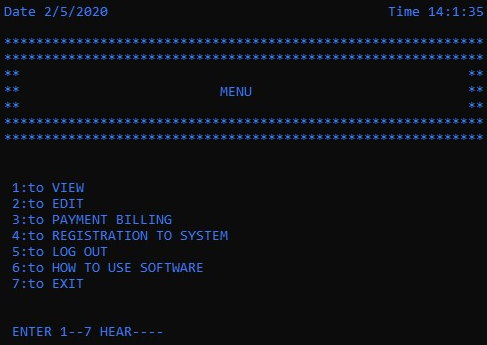 Date 2/5/2020 Time 14:1:35
************************************************************
************************************************************
** **
** MENU **
** **
************************************************************
************************************************************
1:to VIEW
2:to EDIT
3:to PAYMENT BILLING
4:to REGISTRATION TO SYSTEM
5:to LOG OUT
6:to HOW TO USE SOFTWARE
7:to EXIT
ENTER 1--7 HEAR----